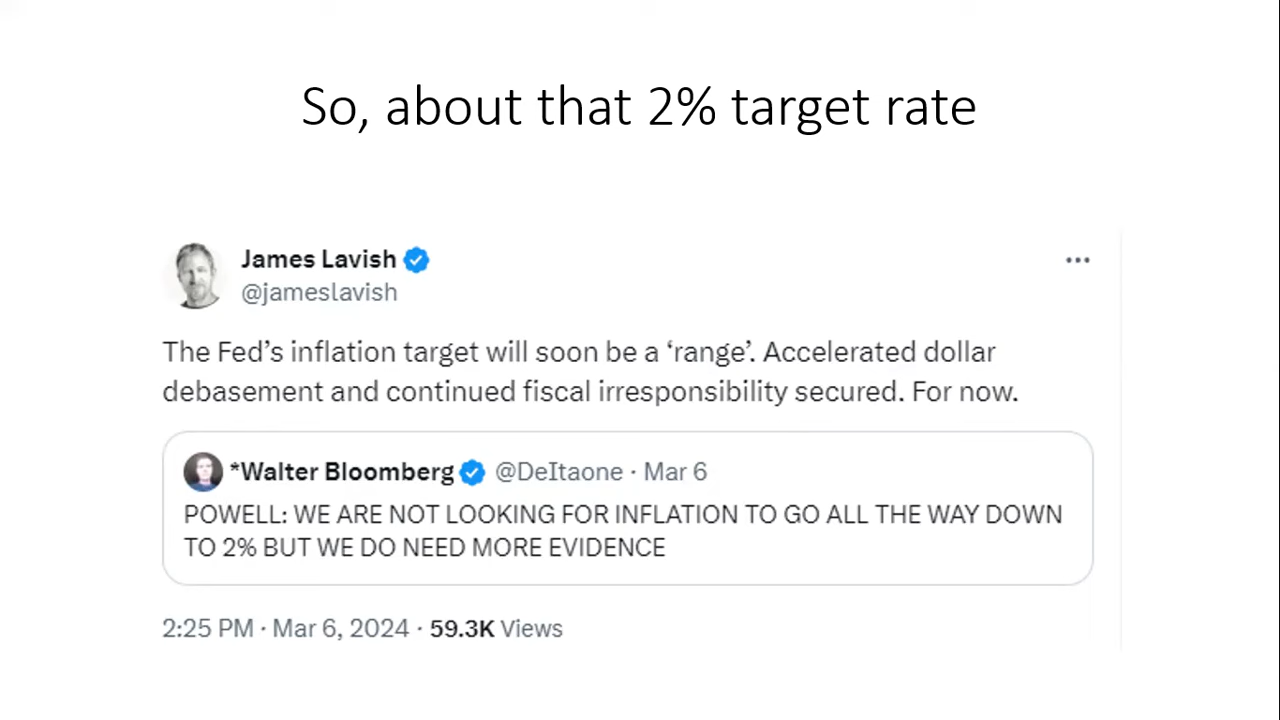 So, about that 2% target rate
James Lavish
@jameslavish
The Fed’s inflation target will soon be a ‘range’. Accelerated dollar
debasement and continued fiscal irresponsibility secured. For now.
*Walter Bloomberg @DeItaone · Mar 6
POWELL: WE ARE NOT LOOKING FOR INFLATION TO GO ALL THE WAY DOWN
TO 2% BUT WE DO NEED MORE EVIDENCE
2:25 PM · Mar 6, 2024 · 59.3K Views